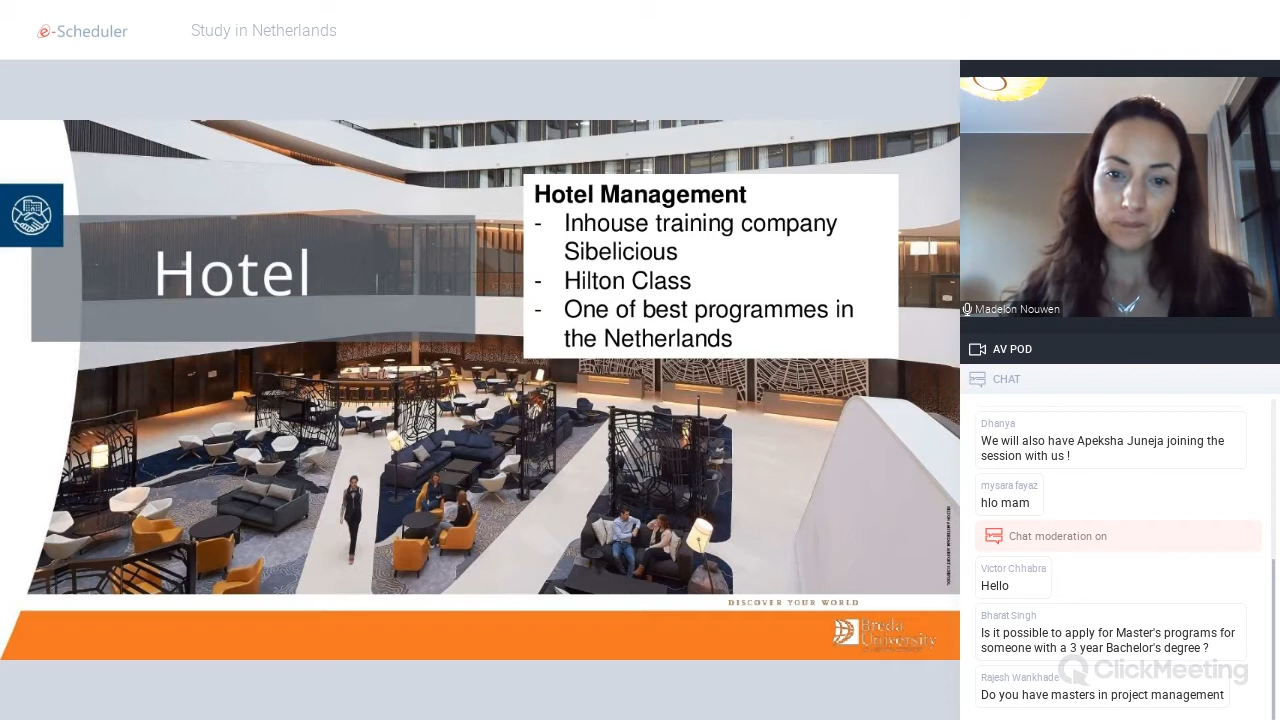 e-Scheduler
Study in Netherlands
Hotel
Hotel Management
- Inhouse training company
Sibelicious
- Hilton Class
- One of best programmes in
the Netherlands
DISCOVER YOUR WORLD
Breda
University
Madelon Nouwen
AV POD
CHAT
Dhanya
We will also have Apeksha Juneja joining the
session with us !
mysara fayaz
hlo mam
Chat moderation on
Victor Chhabra
Hello
Bharat Singh
Is it possible to apply for Master's programs for
someone with a 3 year Bachelor's degree ?
Rajesh Wankhade
Do you have masters in project management
ClickMeeting